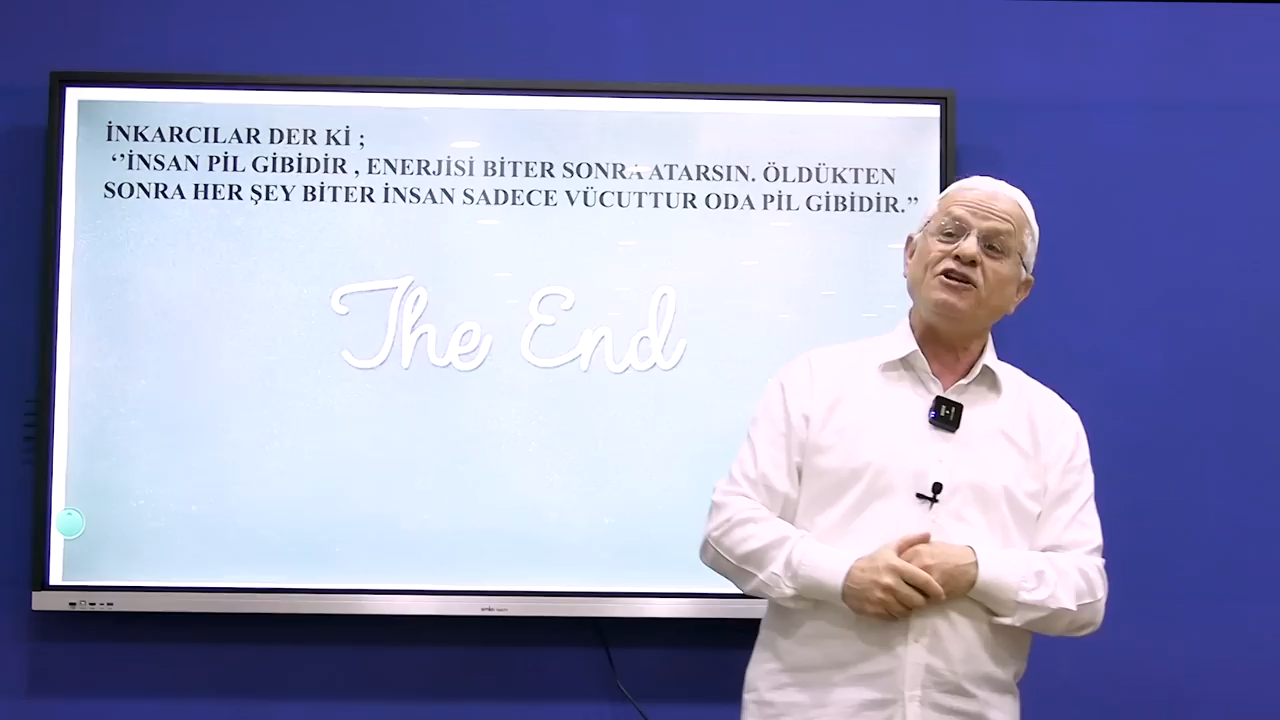 İNKARCILAR DER Kİ ;
‘’İNSAN PİL GİBİDİR , ENERJİSİ BİTER SONRA ATARSIN. ÖLDÜKTEN
SONRA HER ŞEY BİTER İNSAN SADECE VÜCUTTUR ODA PİL GİBİDİR.’’
The End